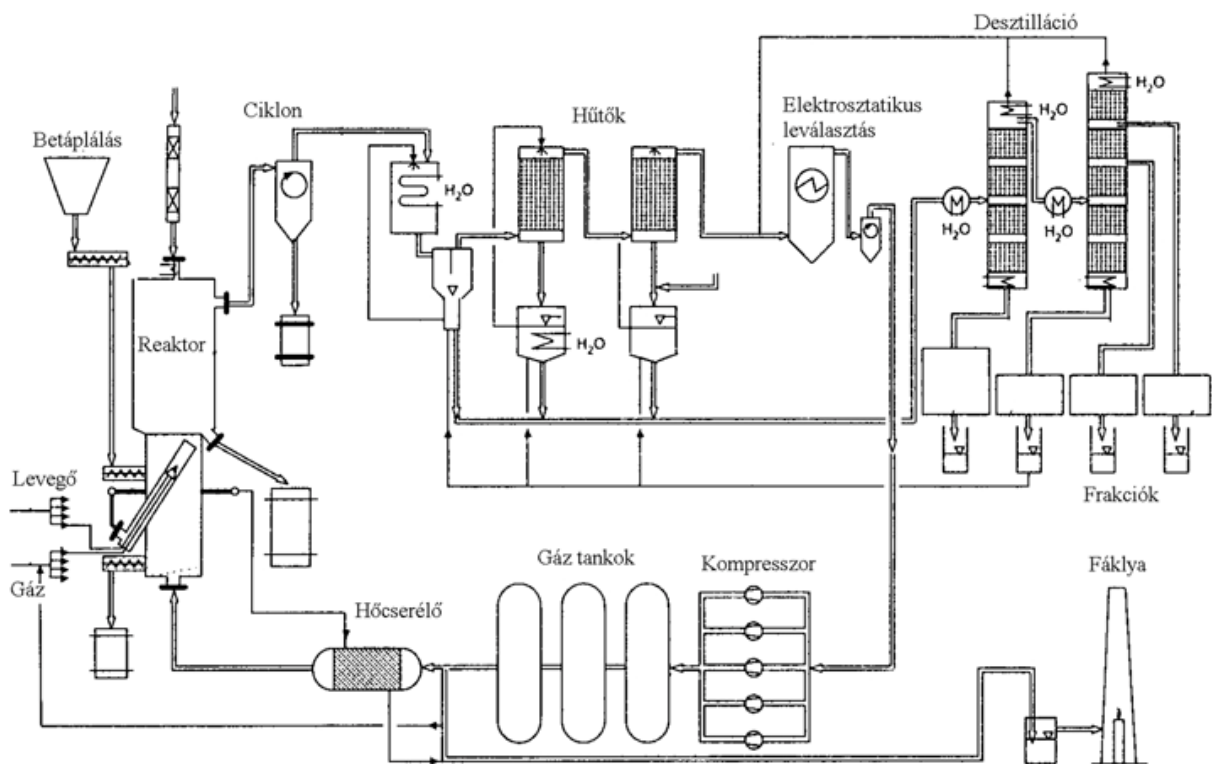 Desztilláció
Ciklon
Hűtők
Elektrosztatikus
leválasztás
Betáplálás
H₂O
H₂O
H₂O
M
M
H₂O
H₂O
H₂O
Reaktor
Levegő
Gáz
Frakciók
Gáz tankok
Kompresszor
Fáklya
Hőcserélő